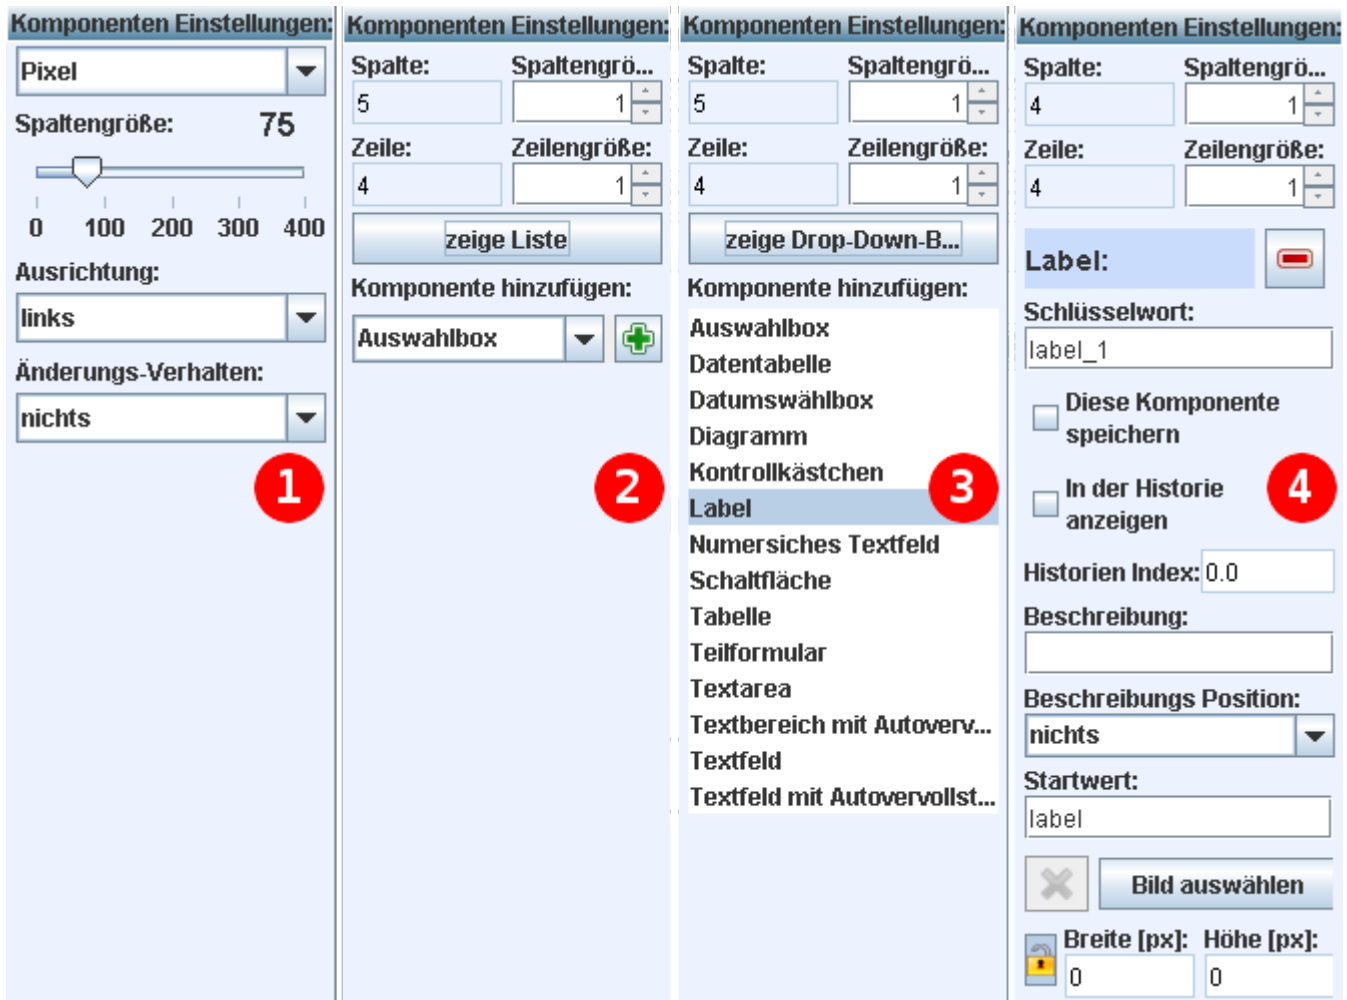 Komponenten Einstellungen:
Pixel
Spaltengröße: 75
0 100 200 300 400
Ausrichtung:
links
Änderungs-Verhalten:
nichts
1
Komponenten Einstellungen:
Spalte: Spaltengrö...
5 1
Zeile: Zeilengröße:
4 1
zeige Liste
Komponente hinzufügen:
Auswahlbox
2
Komponenten Einstellungen:
Spalte: Spaltengrö...
5 1
Zeile: Zeilengröße:
4 1
zeige Drop-Down-B...
Komponente hinzufügen:
Auswahlbox
Datentabelle
Datumswählbox
Diagramm
Kontrollkästchen
Label
Numersiches Textfeld
Schaltfläche
Tabelle
Teilformular
Textarea
Textbereich mit Autoverv...
Textfeld
Textfeld mit Autovervollst...
3
Komponenten Einstellungen:
Spalte: Spaltengrö...
4 1
Zeile: Zeilengröße:
4 1
Label:
Schlüsselwort:
label_1
Diese Komponente
speichern
In der Historie
anzeigen
4
Historien Index: 0.0
Beschreibung:
Beschreibungs Position:
nichts
Startwert:
label
Bild auswählen
Breite [px]: Höhe [px]:
0 0